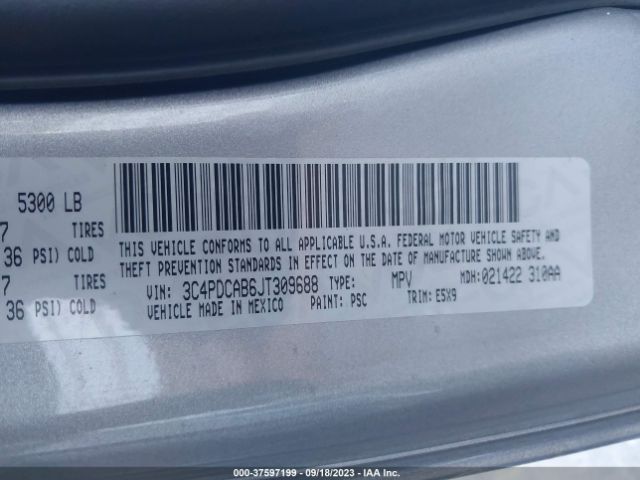 5300 LB
7 TIRES
36 PSI) COLD
7 TIRES
36 PSI) COLD
THIS VEHICLE CONFORMS TO ALL APPLICABLE U.S.A. FEDERAL MOTOR VEHICLE SAFETY AND
THEFT PREVENTION STANDARDS IN EFFECT ON THE DATE OF MANUFACTURE SHOWN ABOVE.
VIN: 3C4PDCAB6JT309688 TYPE: MPV MDH:021422 310AA
VEHICLE MADE IN MEXICO PAINT: PSC TRIM: E5X9
000-37597199 - 09/18/2023 - IAA Inc.